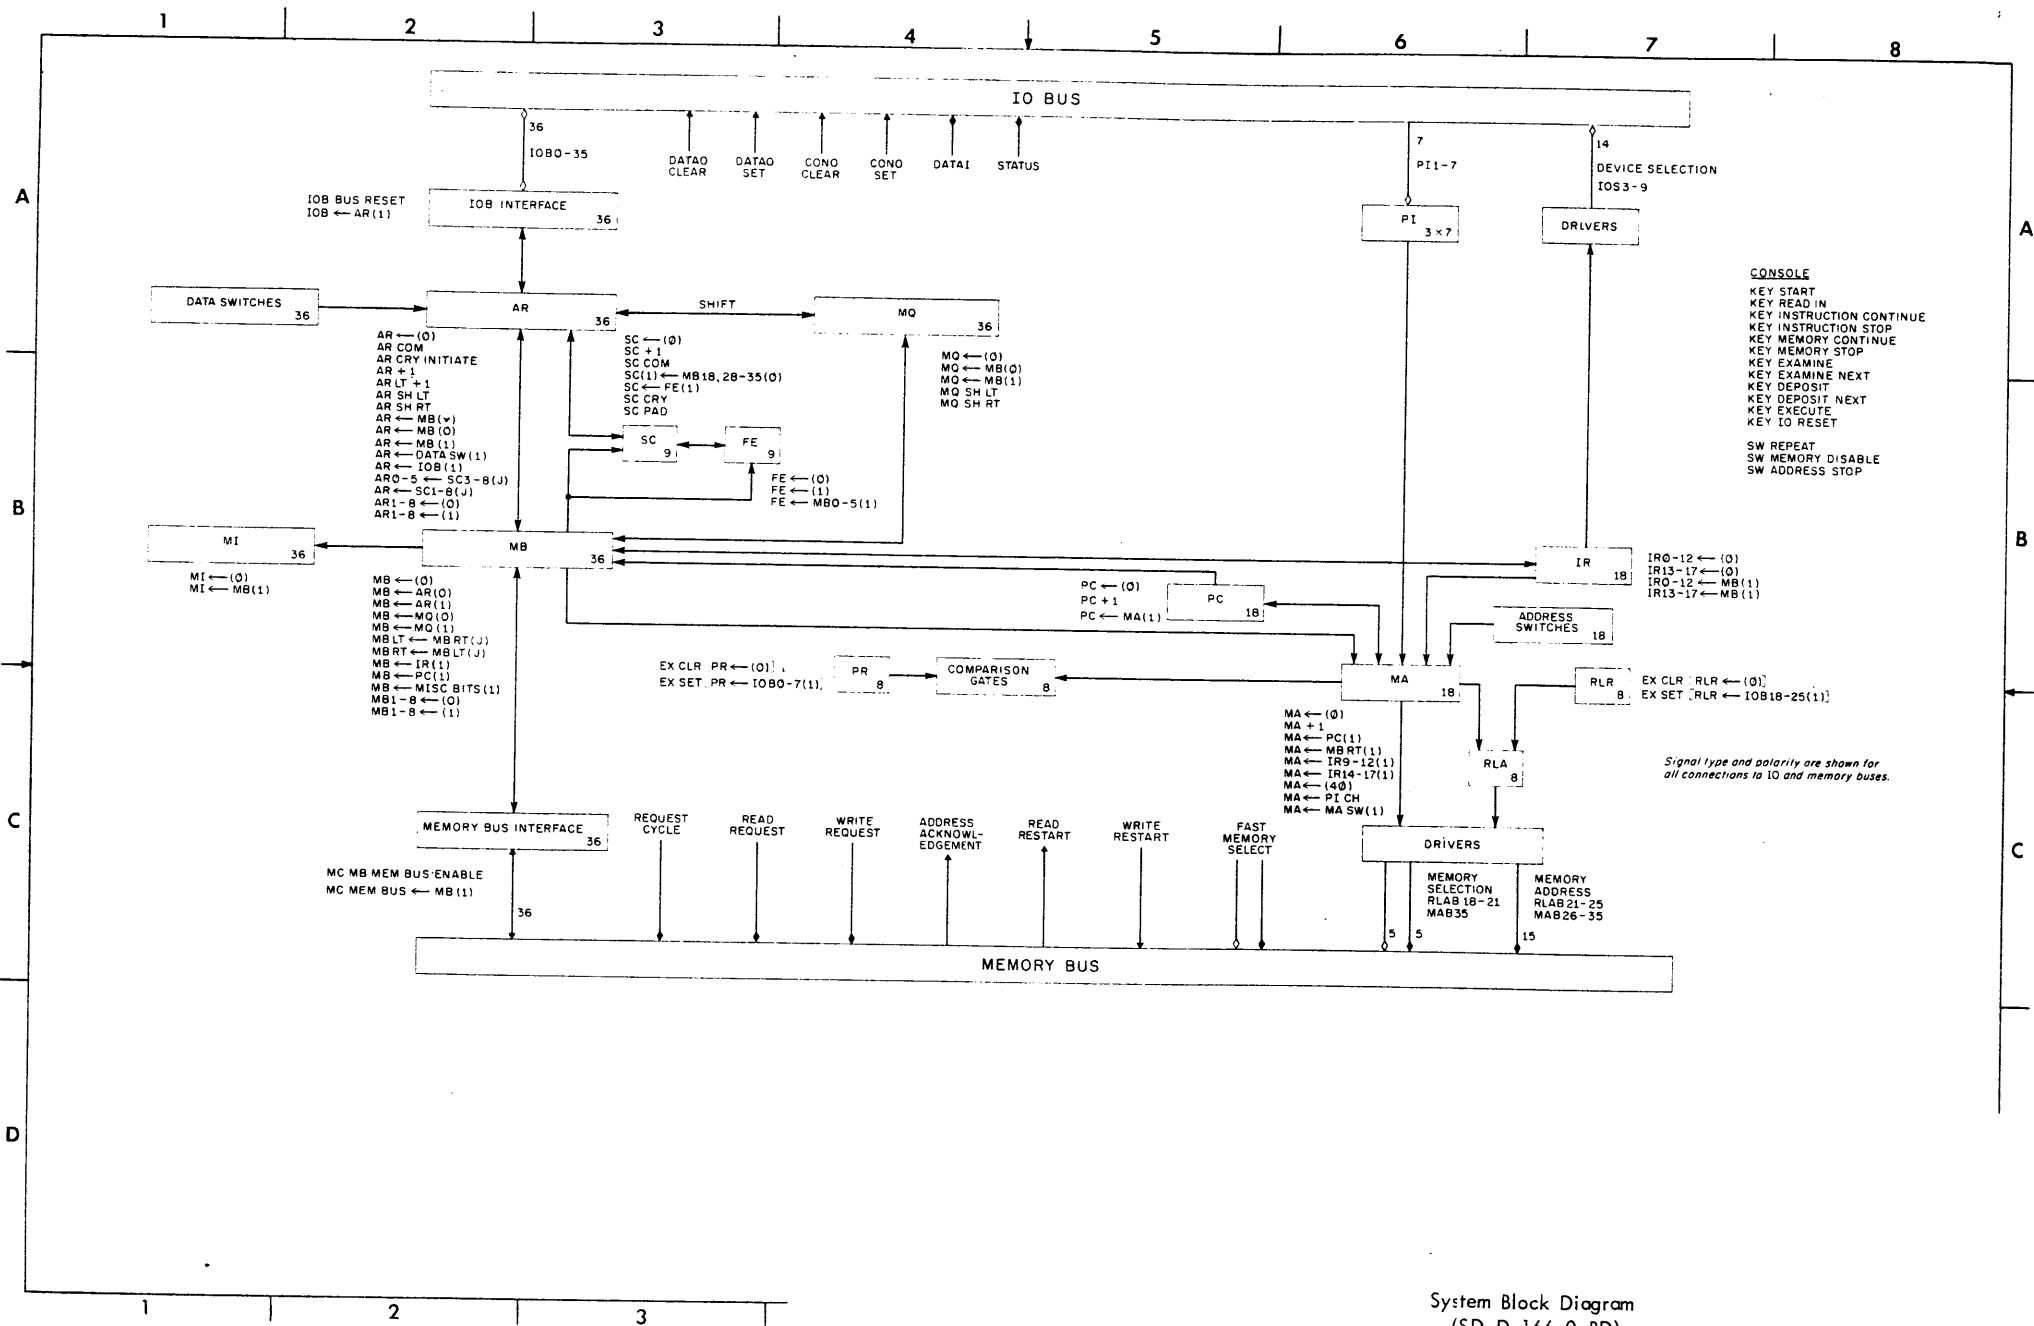 1 2 3 4 5 6 7 8
IO BUS
36
IOB0-35
DATAO
CLEAR
DATAO
SET
CONO
CLEAR
CONO
SET
DATAI
STATUS
7
PI1-7
14
DEVICE SELECTION
IOS3-9
A
A
IOB BUS RESET
IOB ← AR(1)
IOB INTERFACE
36
PI
3 × 7
DRIVERS
DATA SWITCHES
36
AR
36
SHIFT
MQ
36
CONSOLE
KEY START
KEY READ IN
KEY INSTRUCTION CONTINUE
KEY INSTRUCTION STOP
KEY MEMORY CONTINUE
KEY MEMORY STOP
KEY EXAMINE
KEY EXAMINE NEXT
KEY DEPOSIT
KEY DEPOSIT NEXT
KEY EXECUTE
KEY IO RESET
SW REPEAT
SW MEMORY DISABLE
SW ADDRESS STOP
AR ← (0)
AR COM
AR CRY INITIATE
AR + 1
AR LT + 1
AR SH LT
AR SH RT
AR ← MB(∀)
AR ← MB(0)
AR ← MB(1)
AR ← DATA SW(1)
AR ← IOB(1)
AR0-5 ← SC3-8(J)
AR ← SC1-8(J)
AR1-8 ← (0)
AR1-8 ← (1)
SC ← (0)
SC + 1
SC COM
SC(1) ← MB18, 28-35(0)
SC ← FE(1)
SC CRY
SC PAD
MQ ← (0)
MQ ← MB(0)
MQ ← MB(1)
MQ SH LT
MQ SH RT
SC
9
FE
9
FE ← (0)
FE ← (1)
FE ← MB0-5(1)
B
B
MI
36
MI ← (0)
MI ← MB(1)
MB
36
IR
18
IR0-12 ← (0)
IR13-17 ← (0)
IR0-12 ← MB(1)
IR13-17 ← MB(1)
MB ← (0)
MB ← AR(0)
MB ← AR(1)
MB ← MQ(0)
MB ← MQ(1)
MBLT ← MBRT(J)
MBRT ← MBLT(J)
MB ← IR(1)
MB ← PC(1)
MB ← MISC BITS(1)
MB1-8 ← (0)
MB1-8 ← (1)
PC ← (0)
PC + 1
PC ← MA(1)
PC
18
ADDRESS
SWITCHES
18
EX CLR [PR ← (0)]
EX SET [PR ← IOB0-7(1)]
PR
8
COMPARISON
GATES
8
MA
18
RLR
8
EX CLR [RLR ← (0)]
EX SET [RLR ← IOB18-25(1)]
MA ← (0)
MA + 1
MA ← PC(1)
MA ← MBRT(1)
MA ← IR9-12(1)
MA ← IR14-17(1)
MA ← (40)
MA ← PI CH
MA ← MA SW(1)
RLA
8
Signal type and polarity are shown for
all connections to IO and memory buses.
C
C
MEMORY BUS INTERFACE
36
REQUEST
CYCLE
READ
REQUEST
WRITE
REQUEST
ADDRESS
ACKNOWL-
EDGEMENT
READ
RESTART
WRITE
RESTART
FAST
MEMORY
SELECT
DRIVERS
MC MB MEM BUS ENABLE
MC MEM BUS ← MB(1)
36
5
5
MEMORY
SELECTION
RLAB 18-21
MAB35
15
MEMORY
ADDRESS
RLAB21-25
MAB26-35
MEMORY BUS
D
1 2 3
System Block Diagram
(SD-D-166-0-BD)